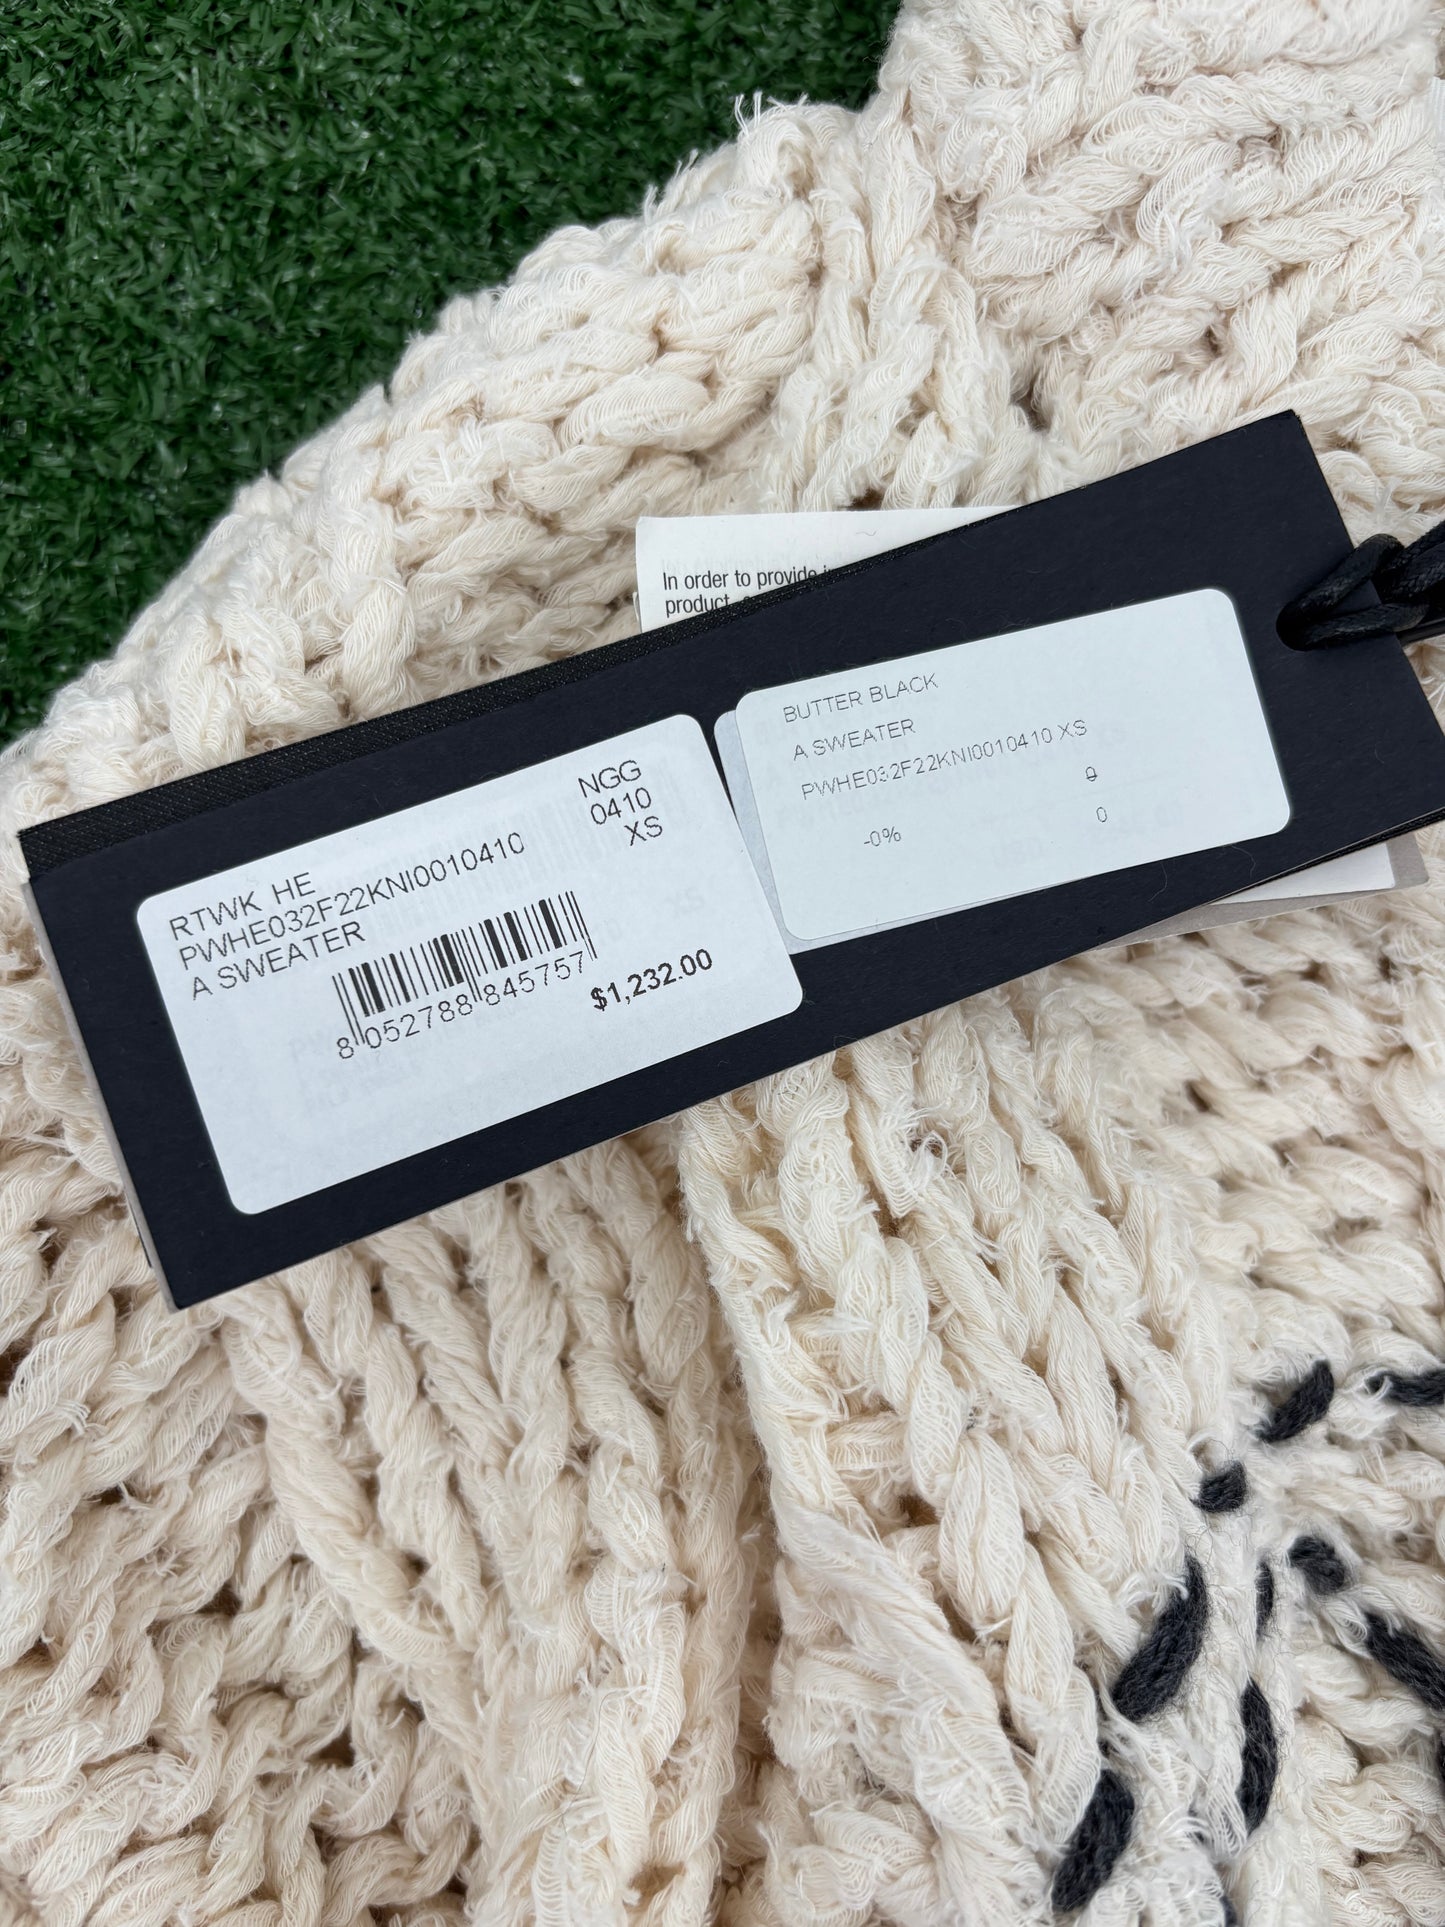 In order to provide
product
BUTTER BLACK
A SWEATER
PWHE032F22KNI0010410 XS
0
-0%
0
NGG
0410
XS
RTWK HE
PWHE032F22KNI0010410
A SWEATER
8 052788 845757
$1,232.00